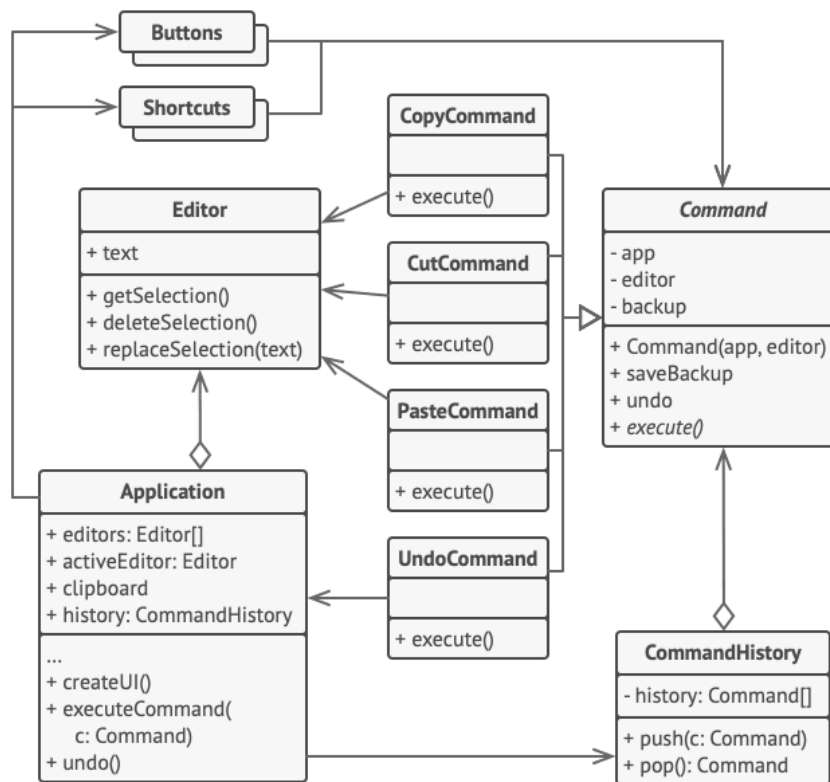 Buttons
Shortcuts
CopyCommand
+ execute()
Editor
+ text
+ getSelection()
+ deleteSelection()
+ replaceSelection(text)
CutCommand
+ execute()
Command
- app
- editor
- backup
+ Command(app, editor)
+ saveBackup
+ undo
+ execute()
PasteCommand
+ execute()
Application
+ editors: Editor[]
+ activeEditor: Editor
+ clipboard
+ history: CommandHistory
...
+ createUI()
+ executeCommand(
c: Command)
+ undo()
UndoCommand
+ execute()
CommandHistory
- history: Command[]
+ push(c: Command)
+ pop(): Command